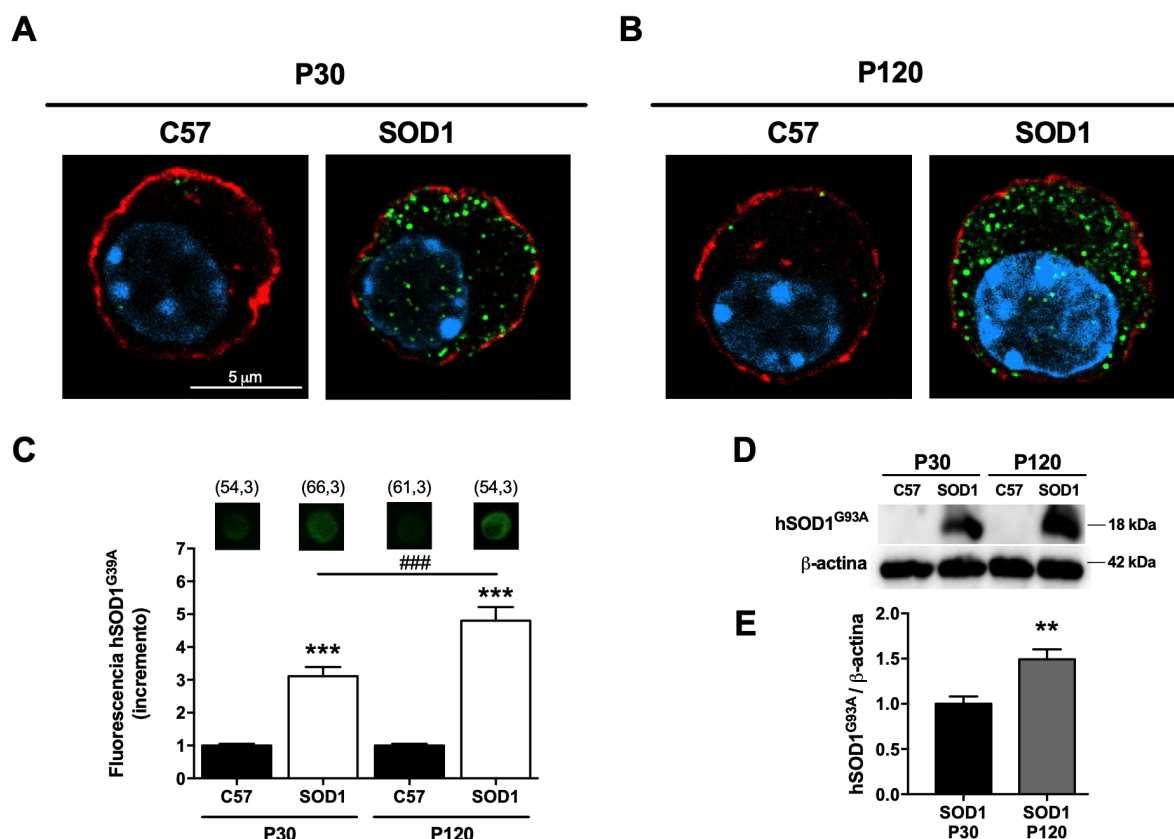 A
P30
C57
SOD1
5 μm
B
P120
C57
SOD1
C
(54,3)
(66,3)
(61,3)
(54,3)
###
***
***
Fluorescencia hSOD1G39A
(incremento)
7
6
5
4
3
2
1
0
C57
SOD1
C57
SOD1
P30
P120
D
P30
P120
C57
SOD1
C57
SOD1
hSOD1G93A
18 kDa
β-actina
42 kDa
E
hSOD1G93A / β-actina
2.0
1.5
1.0
0.5
0.0
**
SOD1
P30
SOD1
P120